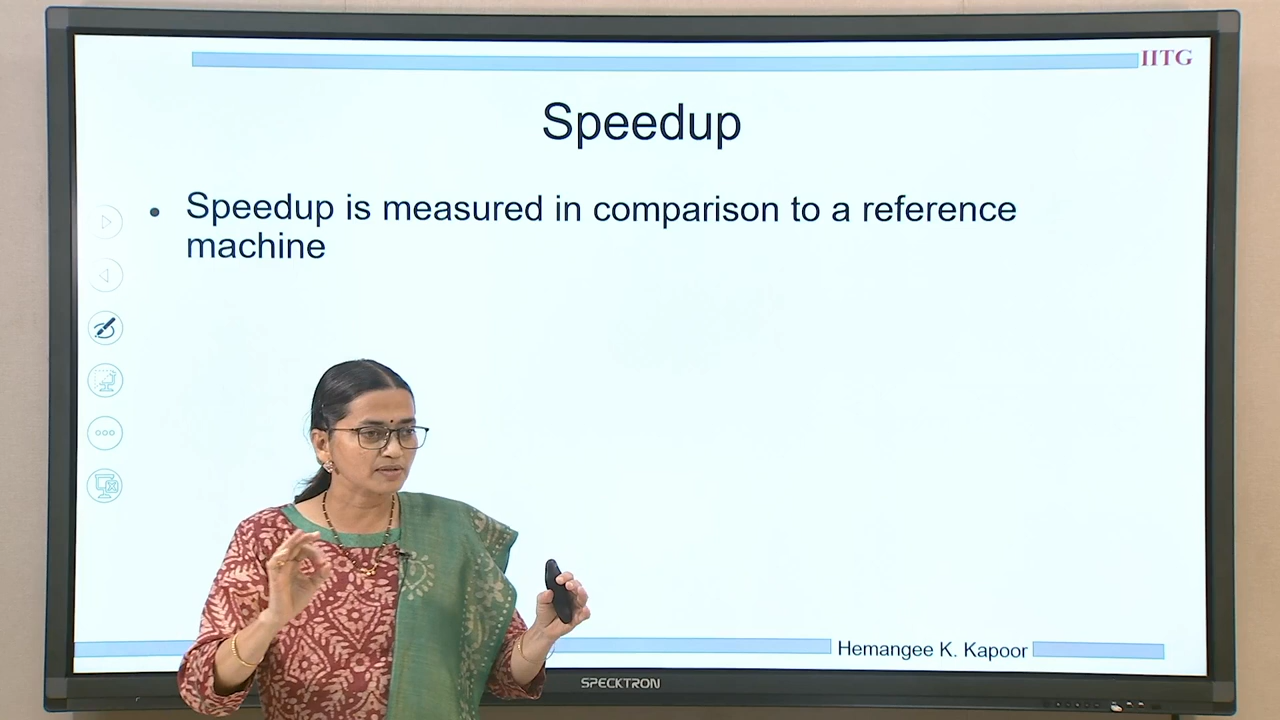 IITG
Speedup
• Speedup is measured in comparison to a reference
machine
Hemangee K. Kapoor
SPECKTRON